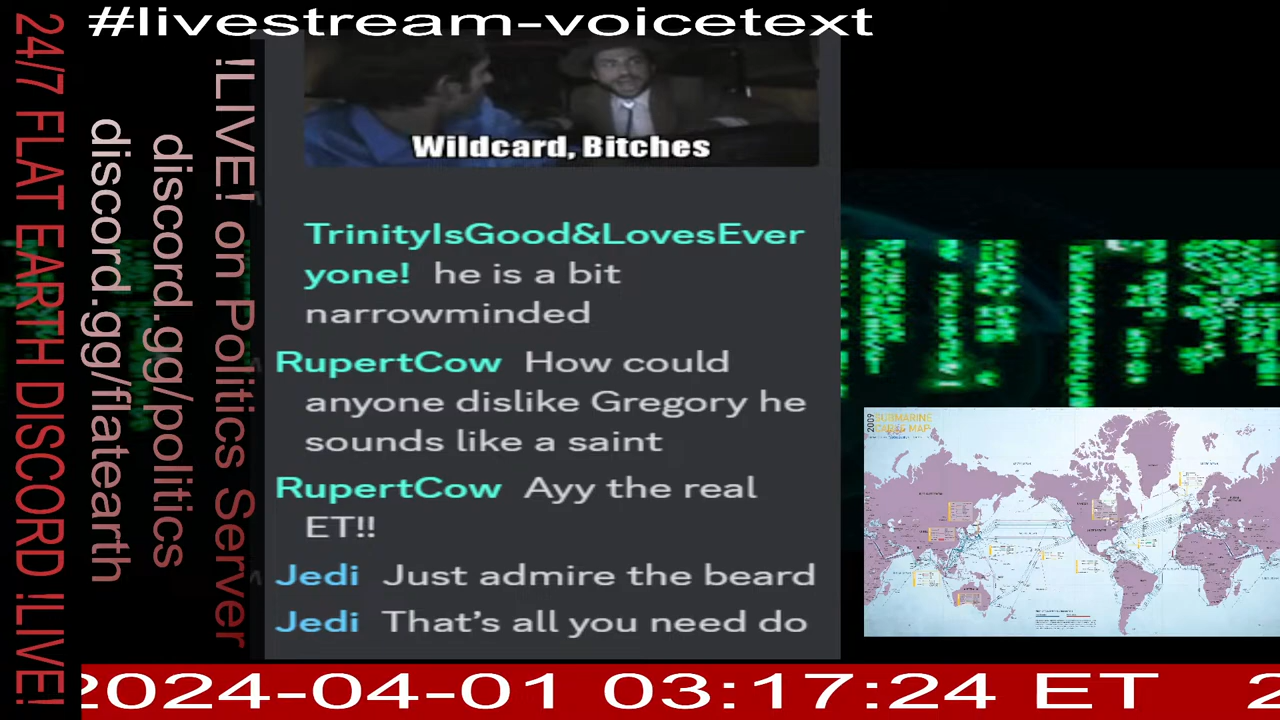 #livestream-voicetext
24/7 FLAT EARTH DISCORD !LIVE!
discord.gg/flatearth
discord.gg/politics
!LIVE! on Politics Server
Wildcard, Bitches
TrinityIsGood&LovesEver
yone! he is a bit
narrowminded
RupertCow How could
anyone dislike Gregory he
sounds like a saint
RupertCow Ayy the real
ET!!
Jedi Just admire the beard
Jedi That's all you need do
2009
SUBMARINE
CABLE MAP
2024-04-01 03:17:24 ET 2